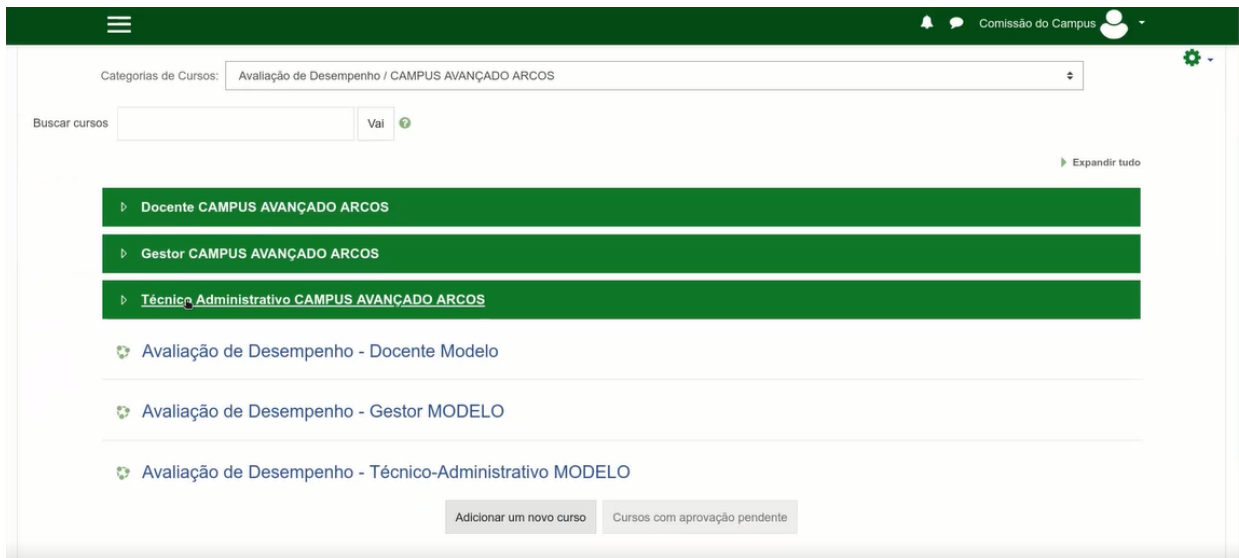 Comissão do Campus
Categorias de Cursos: Avaliação de Desempenho / CAMPUS AVANÇADO ARCOS
Buscar cursos Vai
Expandir tudo
Docente CAMPUS AVANÇADO ARCOS
Gestor CAMPUS AVANÇADO ARCOS
Técnico Administrativo CAMPUS AVANÇADO ARCOS
Avaliação de Desempenho - Docente Modelo
Avaliação de Desempenho - Gestor MODELO
Avaliação de Desempenho - Técnico-Administrativo MODELO
Adicionar um novo curso Cursos com aprovação pendente